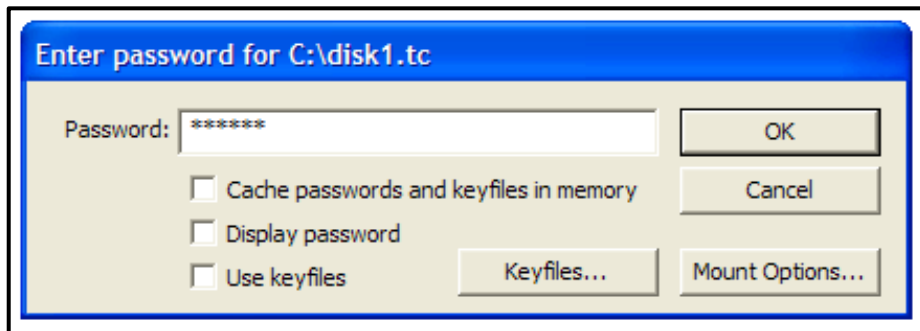 Enter password for C:\disk1.tc
Password: ******
OK
Cache passwords and keyfiles in memory
Cancel
Display password
Use keyfiles
Keyfiles...
Mount Options...